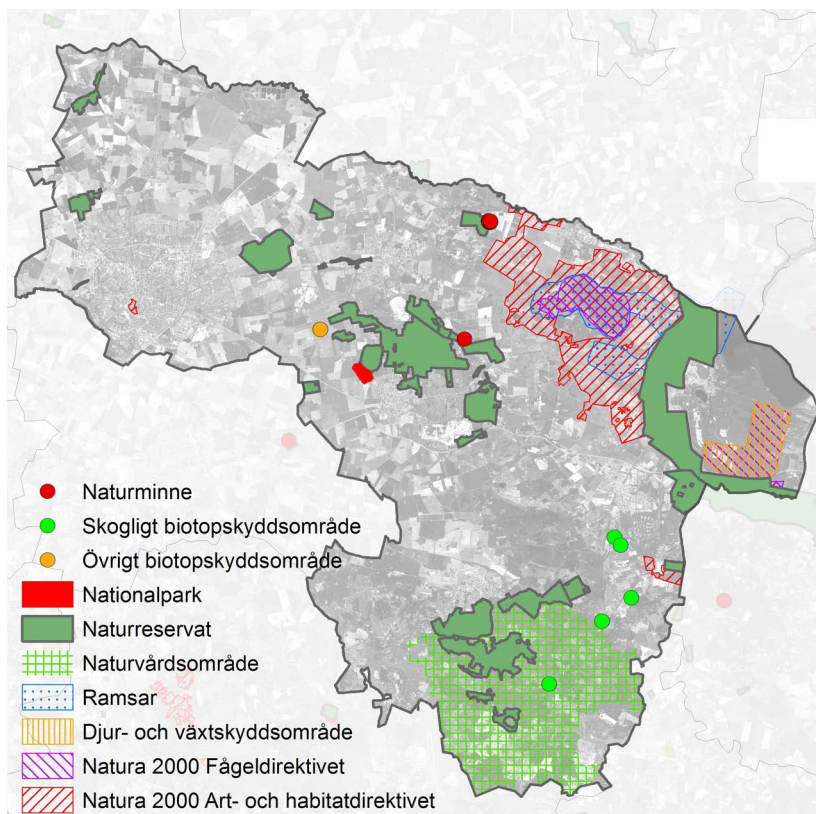 Naturminne
Skogligt biotopskyddsområde
Övrigt biotopskyddsområde
Nationalpark
Naturreservat
Naturvårdsområde
Ramsar
Djur- och växtskyddsområde
Natura 2000 Fågeldirektivet
Natura 2000 Art- och habitatdirektivet